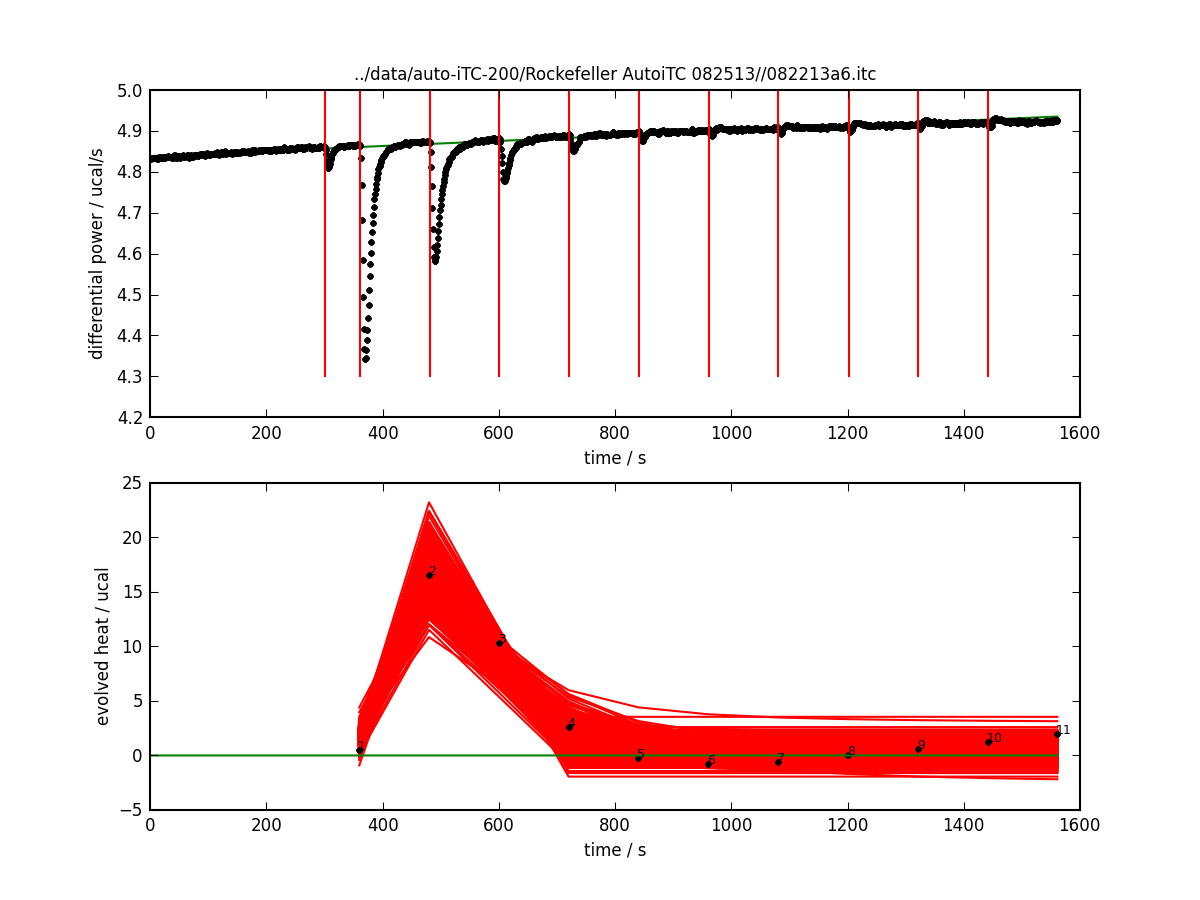 ../data/auto-iTC-200/Rockefeller AutoiTC 082513//082213a6.itc
5.0
4.9
4.8
4.7
4.6
4.5
4.4
4.3
4.2
differential power / ucal/s
0 200 400 600 800 1000 1200 1400 1600
time / s
25
20
15
10
5
0
−5
evolved heat / ucal
1 2 3 4 5 6 7 8 9 10 11
0 200 400 600 800 1000 1200 1400 1600
time / s